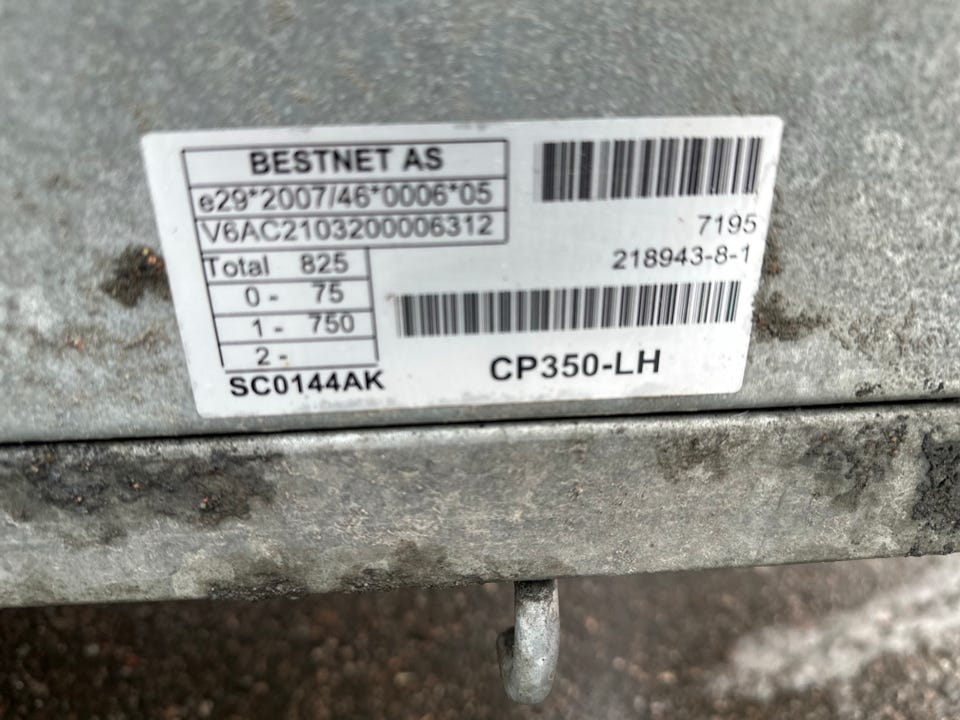 BESTNET AS
e29*2007/46*0006*05
V6AC2103200006312
Total 825
0 - 75
1 - 750
2 -
SC0144AK
7195
218943-8-1
CP350-LH